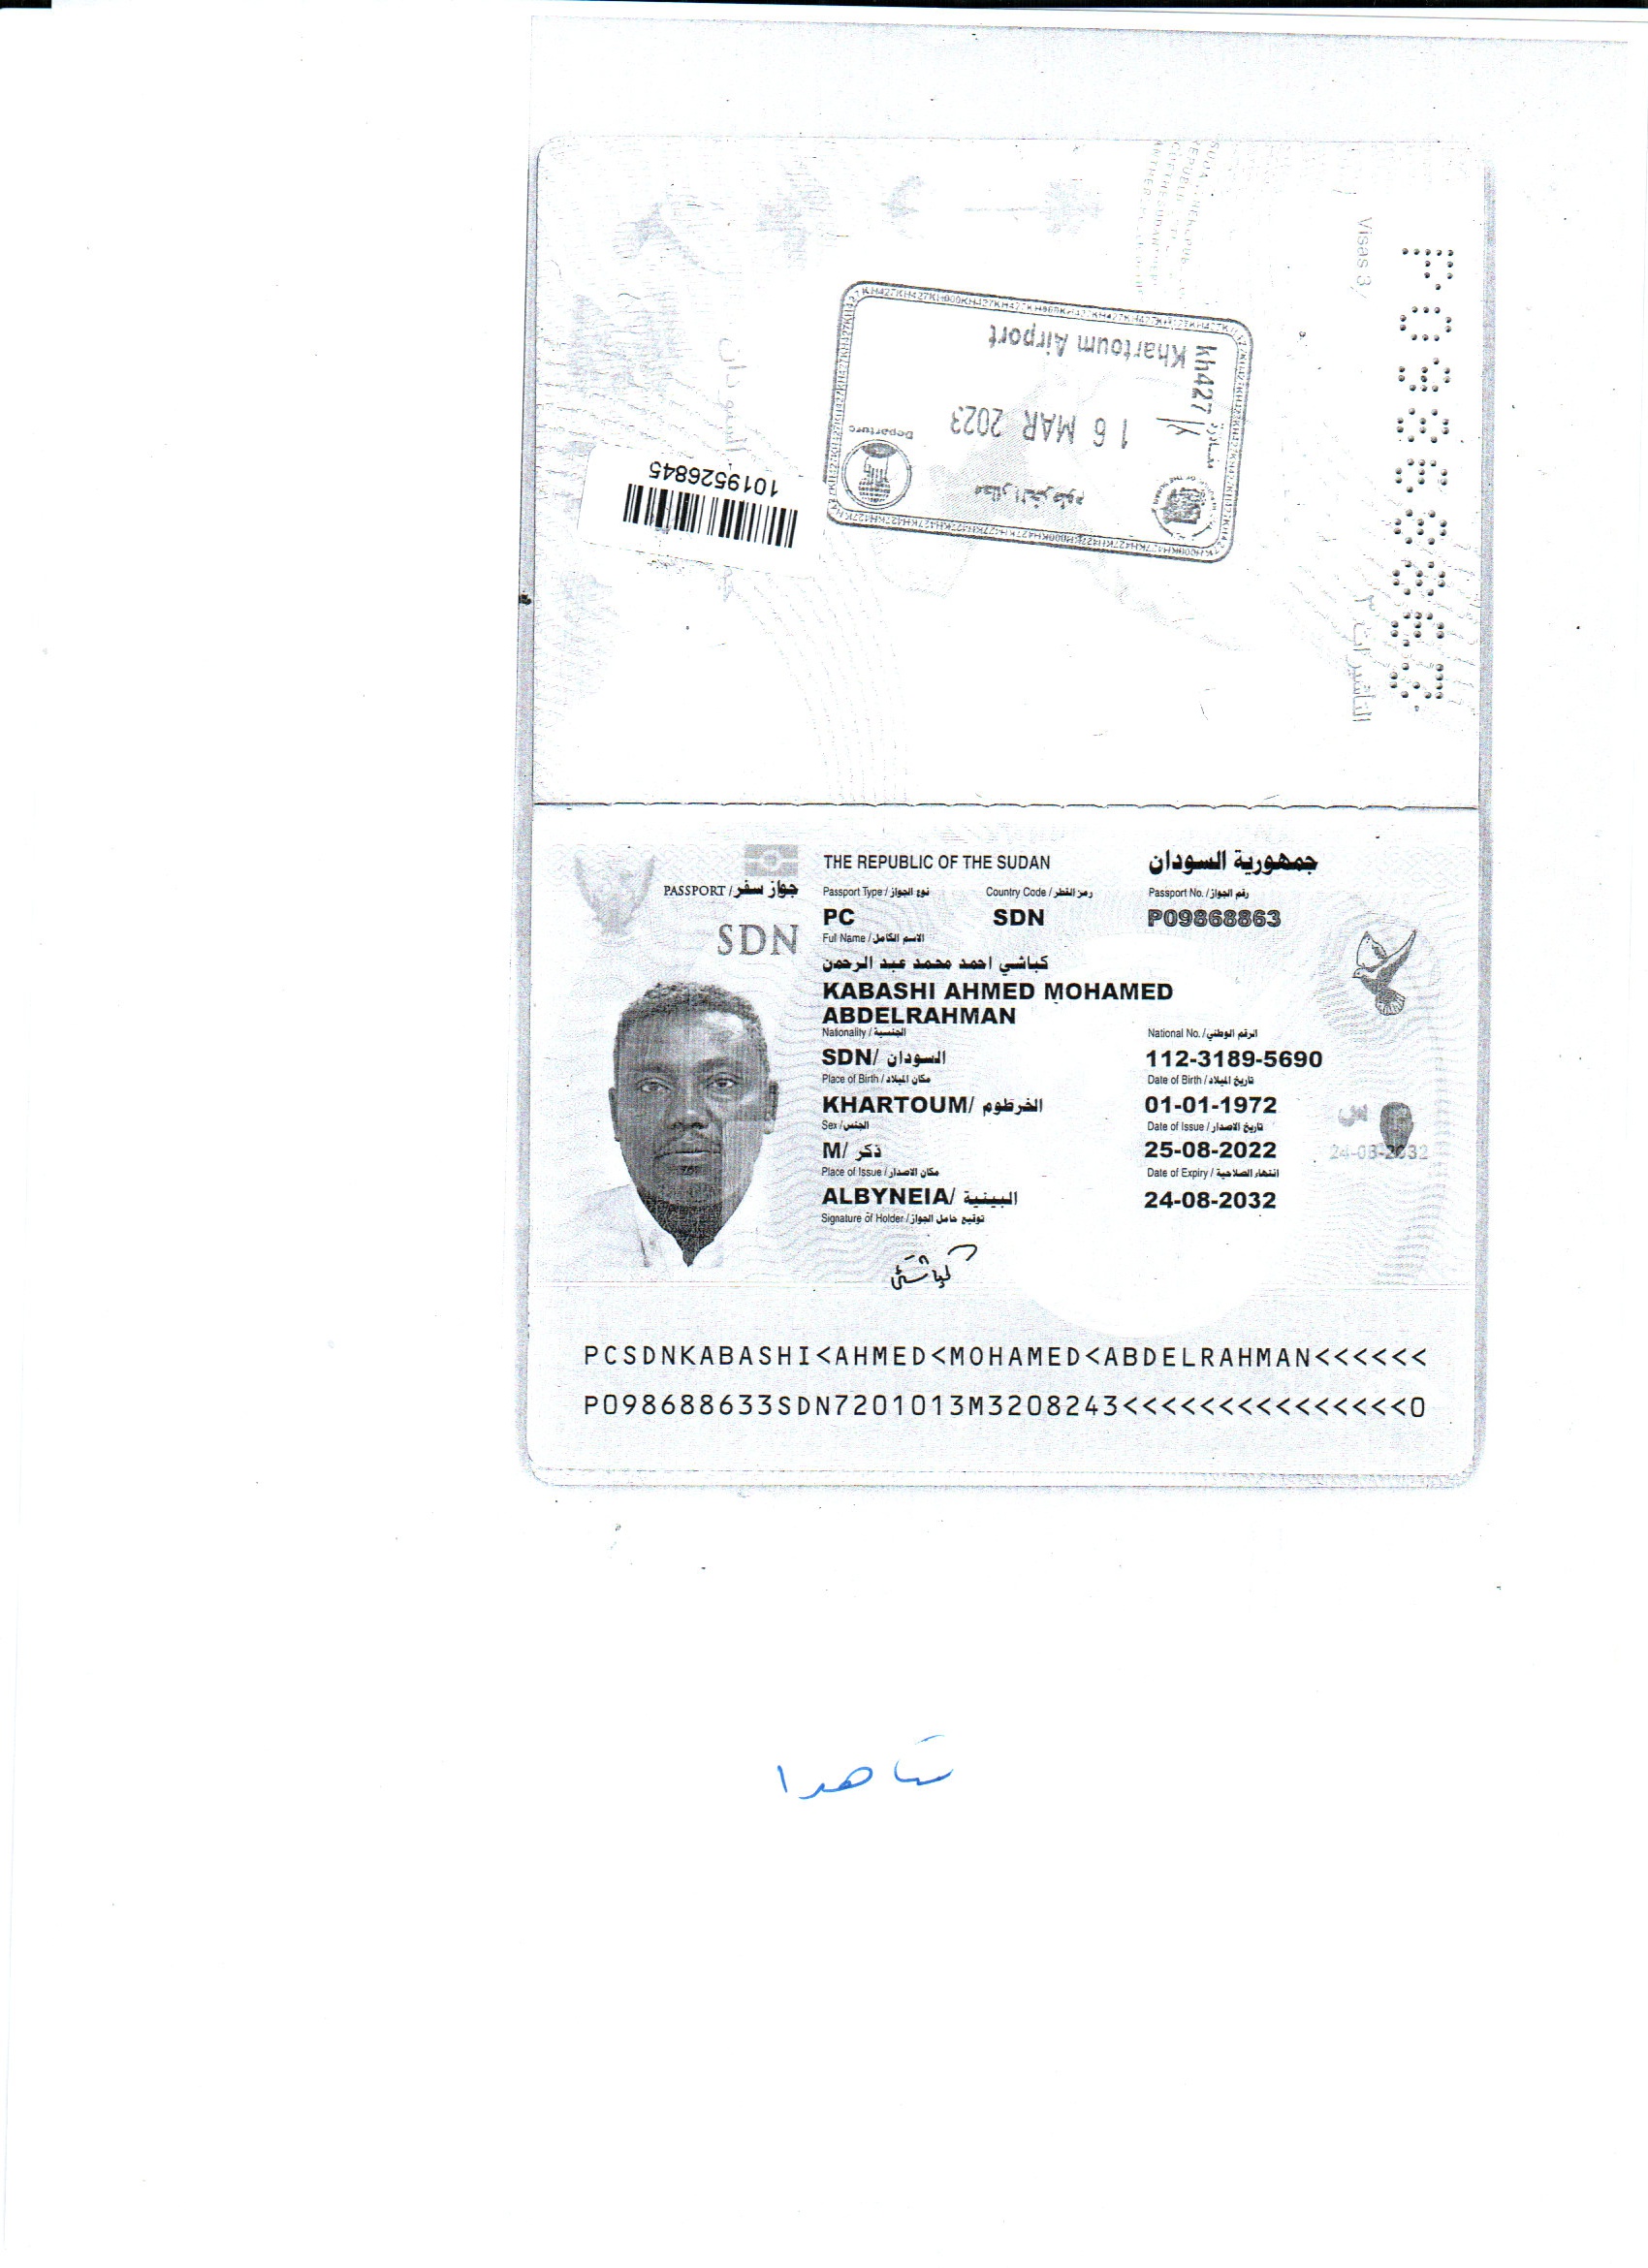 Visas 3 /
التأشيرات ٣
P09868863
Khartoum Airport
kh427
صادرة
16 MAR 2023
Departure
مطار الخرطوم
1019526845
THE REPUBLIC OF THE SUDAN
جمهورية السودان
PASSPORT / جواز سفر
Passport Type / نوع الجواز
Country Code / رمز القطر
Passport No. / رقم الجواز
PC
SDN
P09868863
SDN
Full Name / الاسم الكامل
كباشي احمد محمد عبد الرحمن
KABASHI AHMED MOHAMED
ABDELRAHMAN
Nationality / الجنسية
National No. / الرقم الوطني
SDN/ السودان
112-3189-5690
Place of Birth / مكان الميلاد
Date of Birth / تاريخ الميلاد
KHARTOUM/ الخرطوم
01-01-1972
Sex / الجنس
Date of Issue / تاريخ الاصدار
M/ ذكر
25-08-2022
24-08-2032
Place of Issue / مكان الاصدار
Date of Expiry / انتهاء الصلاحية
ALBYNEIA/ البينية
24-08-2032
Signature of Holder / توقيع حامل الجواز
كباشي
PCSDNKABASHI<AHMED<MOHAMED<ABDELRAHMAN<<<<<<
P098688633SDN7201013M3208243<<<<<<<<<<<<<<<0
شاهد ١